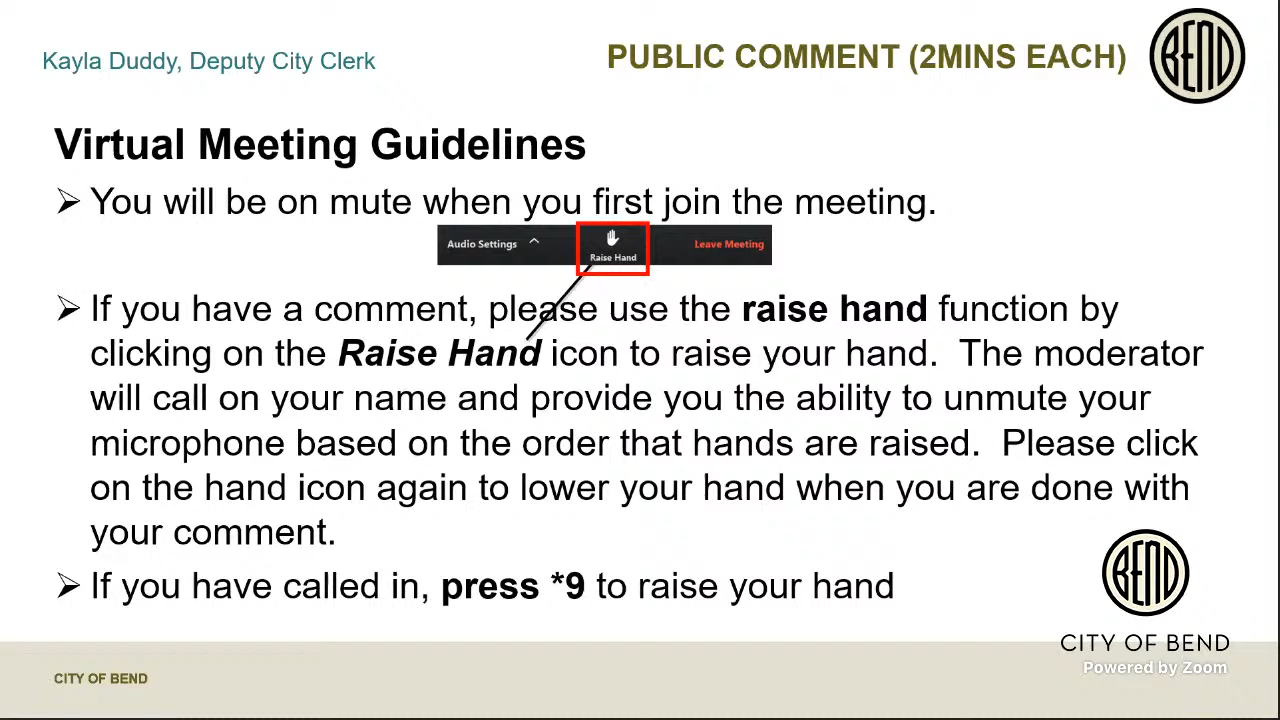 Kayla Duddy, Deputy City Clerk
PUBLIC COMMENT (2MINS EACH)
BEND
Virtual Meeting Guidelines
➢ You will be on mute when you first join the meeting.
Audio Settings ^
Raise Hand
Leave Meeting
➢ If you have a comment, please use the raise hand function by
clicking on the Raise Hand icon to raise your hand.  The moderator
will call on your name and provide you the ability to unmute your
microphone based on the order that hands are raised.  Please click
on the hand icon again to lower your hand when you are done with
your comment.
➢ If you have called in, press *9 to raise your hand
BEND
CITY OF BEND
Powered by Zoom
CITY OF BEND